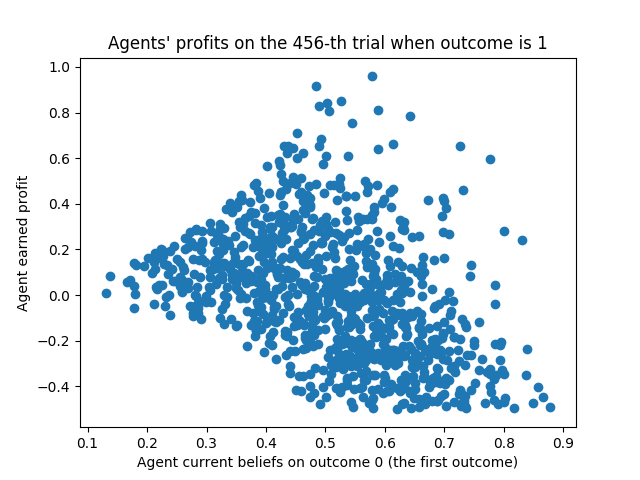 Agents' profits on the 456-th trial when outcome is 1
1.0
0.8
0.6
0.4
0.2
0.0
−0.2
−0.4
Agent earned profit
0.1 0.2 0.3 0.4 0.5 0.6 0.7 0.8 0.9
Agent current beliefs on outcome 0 (the first outcome)